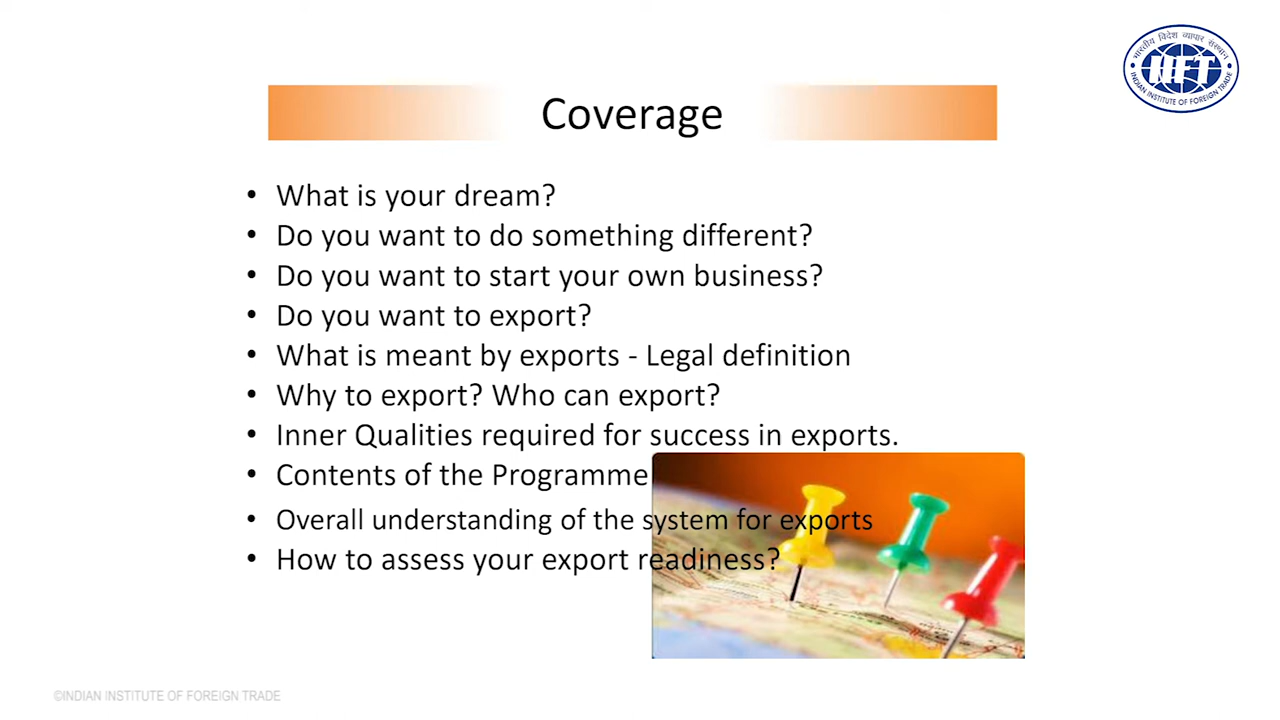 भारतीय विदेश व्यापार संस्थान
IIFT
INDIAN INSTITUTE OF FOREIGN TRADE
Coverage
• What is your dream?
• Do you want to do something different?
• Do you want to start your own business?
• Do you want to export?
• What is meant by exports - Legal definition
• Why to export? Who can export?
• Inner Qualities required for success in exports.
• Contents of the Programme
• Overall understanding of the system for exports
• How to assess your export readiness?
©INDIAN INSTITUTE OF FOREIGN TRADE